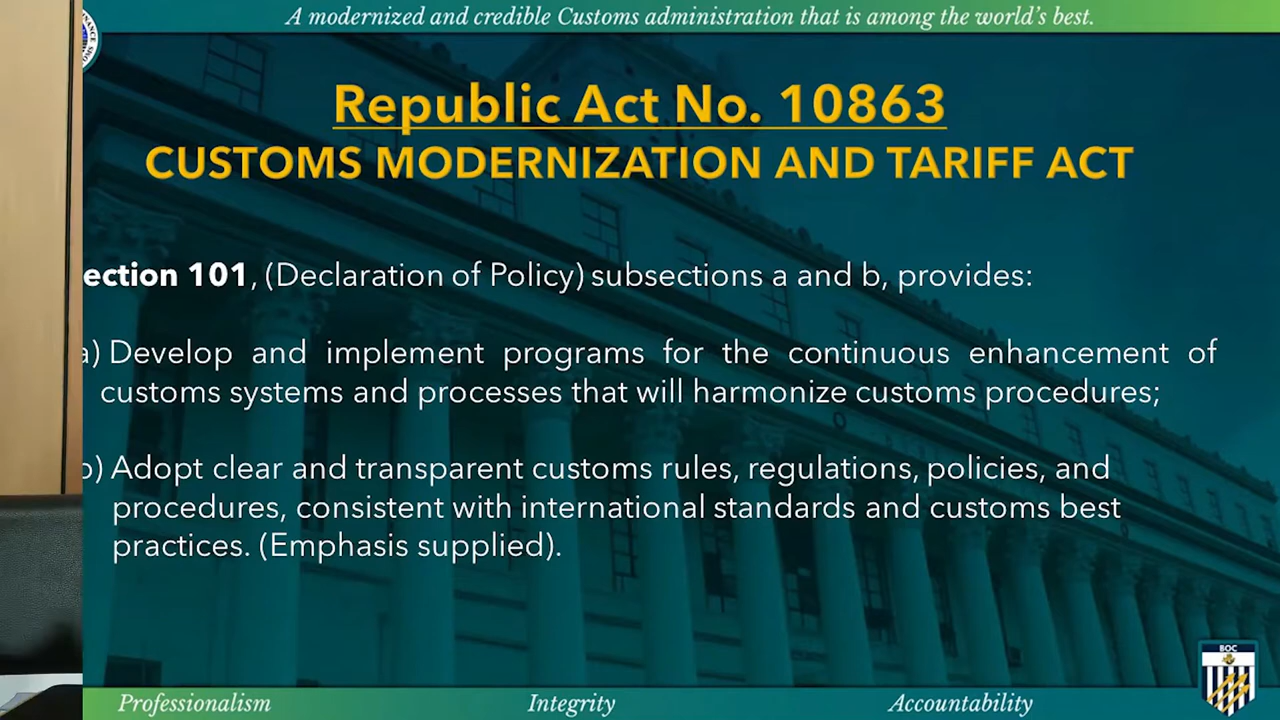 A modernized and credible Customs administration that is among the world's best.
Republic Act No. 10863
CUSTOMS MODERNIZATION AND TARIFF ACT
ection 101, (Declaration of Policy) subsections a and b, provides:
a) Develop and implement programs for the continuous enhancement of
customs systems and processes that will harmonize customs procedures;
b) Adopt clear and transparent customs rules, regulations, policies, and
procedures, consistent with international standards and customs best
practices. (Emphasis supplied).
BOC
Professionalism Integrity Accountability